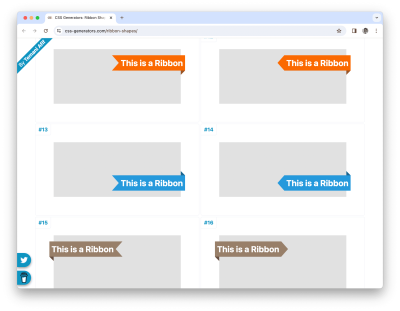 CSS Generators: Ribbon Sha
css-generators.com/ribbon-shapes/
By Temani Afif
This is a Ribbon
This is a Ribbon
#13
#14
This is a Ribbon
This is a Ribbon
#15
#16
This is a Ribbon
This is a Ribbon